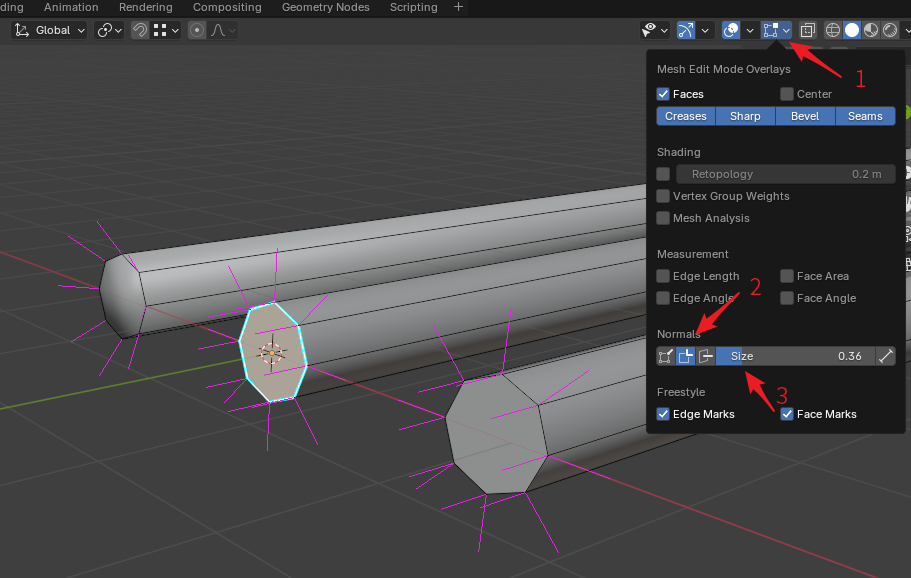 ding Animation Rendering Compositing Geometry Nodes Scripting +
Global
1
Mesh Edit Mode Overlays
Faces Center
Creases Sharp Bevel Seams
Shading
Retopology 0.2 m
Vertex Group Weights
Mesh Analysis
Measurement
Edge Length Face Area
Edge Angle Face Angle
2
Normals
Size 0.36
3
Freestyle
Edge Marks Face Marks